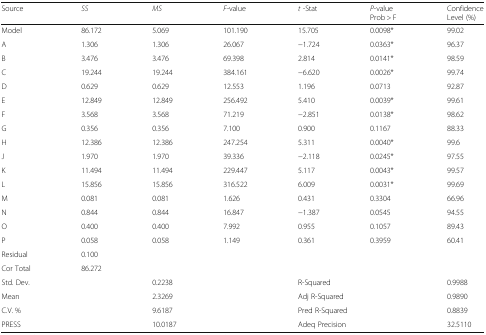 Source SS MS F-value t -Stat P-value Prob > F Confidence Level (%)
Model 86.172 5.069 101.190 15.705 0.0098* 99.02
A 1.306 1.306 26.067 −1.724 0.0363* 96.37
B 3.476 3.476 69.398 2.814 0.0141* 98.59
C 19.244 19.244 384.161 −6.620 0.0026* 99.74
D 0.629 0.629 12.553 1.196 0.0713 92.87
E 12.849 12.849 256.492 5.410 0.0039* 99.61
F 3.568 3.568 71.219 −2.851 0.0138* 98.62
G 0.356 0.356 7.100 0.900 0.1167 88.33
H 12.386 12.386 247.254 5.311 0.0040* 99.6
J 1.970 1.970 39.336 −2.118 0.0245* 97.55
K 11.494 11.494 229.447 5.117 0.0043* 99.57
L 15.856 15.856 316.522 6.009 0.0031* 99.69
M 0.081 0.081 1.626 0.431 0.3304 66.96
N 0.844 0.844 16.847 −1.387 0.0545 94.55
O 0.400 0.400 7.992 0.955 0.1057 89.43
P 0.058 0.058 1.149 0.361 0.3959 60.41
Residual 0.100
Cor Total 86.272
Std. Dev. 0.2238 R-Squared 0.9988
Mean 2.3269 Adj R-Squared 0.9890
C.V. % 9.6187 Pred R-Squared 0.8839
PRESS 10.0187 Adeq Precision 32.5110